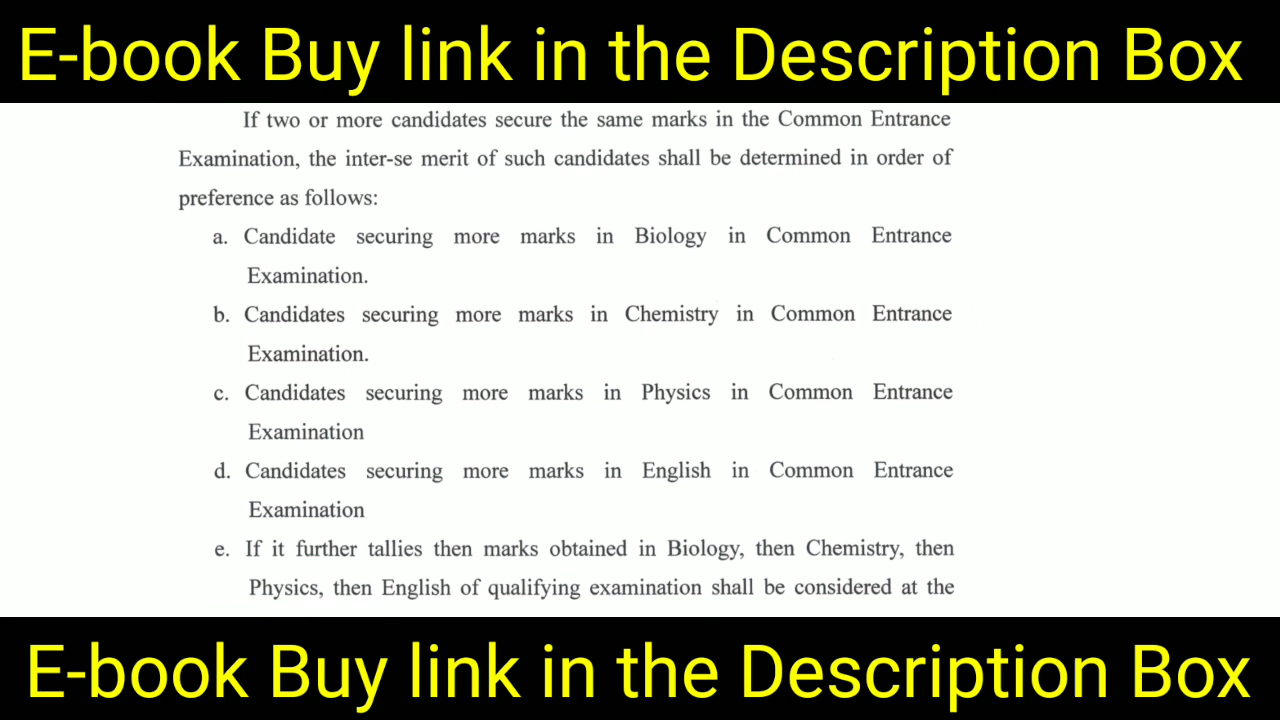 E-book Buy link in the Description Box
If two or more candidates secure the same marks in the Common Entrance
Examination, the inter-se merit of such candidates shall be determined in order of
preference as follows:
a. Candidate securing more marks in Biology in Common Entrance
Examination.
b. Candidates securing more marks in Chemistry in Common Entrance
Examination.
c. Candidates securing more marks in Physics in Common Entrance
Examination
d. Candidates securing more marks in English in Common Entrance
Examination
e. If it further tallies then marks obtained in Biology, then Chemistry, then
Physics, then English of qualifying examination shall be considered at the
E-book Buy link in the Description Box